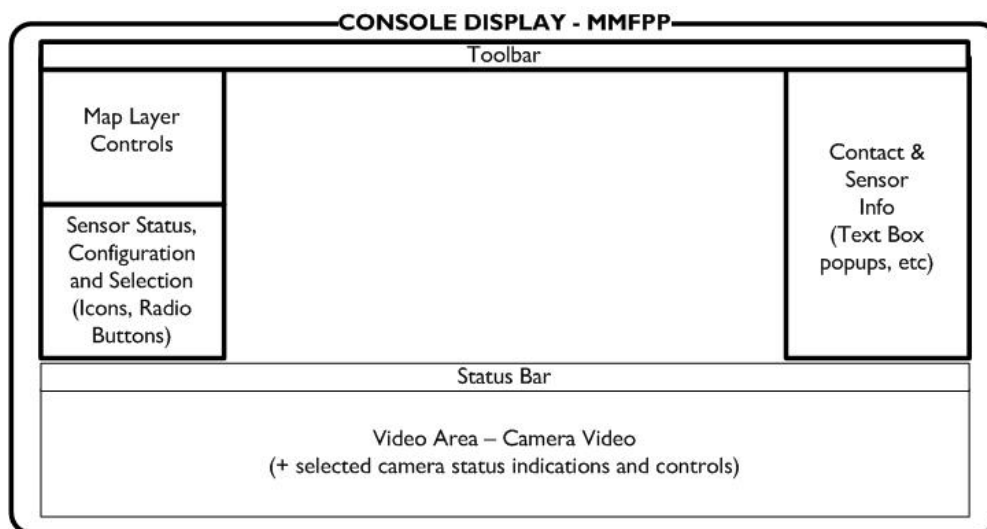 CONSOLE DISPLAY - MMFPP
Toolbar
Map Layer
Controls
Sensor Status,
Configuration
and Selection
(Icons, Radio
Buttons)
Contact &
Sensor
Info
(Text Box
popups, etc)
Status Bar
Video Area – Camera Video
(+ selected camera status indications and controls)